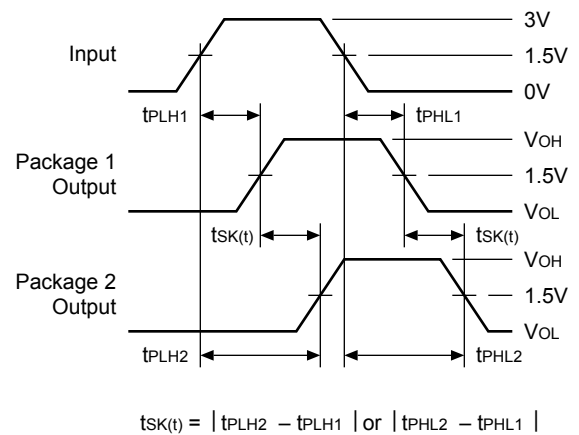 3V
Input
1.5V
0V
tPLH1
tPHL1
VOH
Package 1
Output
1.5V
VOL
tSK(t)
tSK(t)
VOH
Package 2
Output
1.5V
VOL
tPLH2
tPHL2
tSK(t) = | tPLH2 – tPLH1 | or | tPHL2 – tPHL1 |